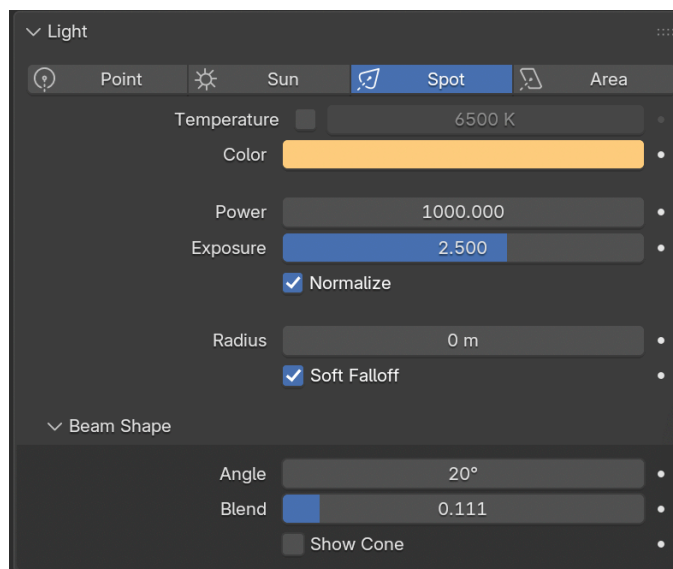 Light
Point Sun Spot Area
Temperature 6500 K
Color
Power 1000.000
Exposure 2.500
Normalize
Radius 0 m
Soft Falloff
Beam Shape
Angle 20°
Blend 0.111
Show Cone